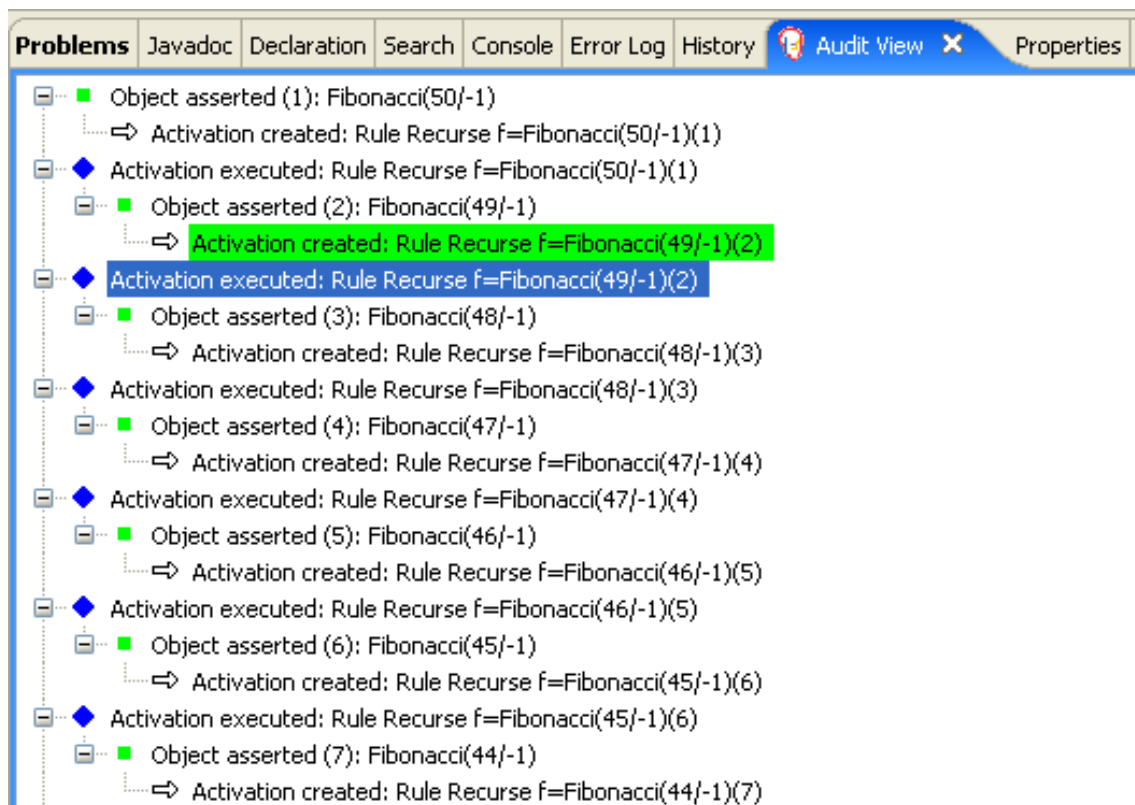 Problems Javadoc Declaration Search Console Error Log History Audit View Properties
Object asserted (1): Fibonacci(50/-1)
Activation created: Rule Recurse f=Fibonacci(50/-1)(1)
Activation executed: Rule Recurse f=Fibonacci(50/-1)(1)
Object asserted (2): Fibonacci(49/-1)
Activation created: Rule Recurse f=Fibonacci(49/-1)(2)
Activation executed: Rule Recurse f=Fibonacci(49/-1)(2)
Object asserted (3): Fibonacci(48/-1)
Activation created: Rule Recurse f=Fibonacci(48/-1)(3)
Activation executed: Rule Recurse f=Fibonacci(48/-1)(3)
Object asserted (4): Fibonacci(47/-1)
Activation created: Rule Recurse f=Fibonacci(47/-1)(4)
Activation executed: Rule Recurse f=Fibonacci(47/-1)(4)
Object asserted (5): Fibonacci(46/-1)
Activation created: Rule Recurse f=Fibonacci(46/-1)(5)
Activation executed: Rule Recurse f=Fibonacci(46/-1)(5)
Object asserted (6): Fibonacci(45/-1)
Activation created: Rule Recurse f=Fibonacci(45/-1)(6)
Activation executed: Rule Recurse f=Fibonacci(45/-1)(6)
Object asserted (7): Fibonacci(44/-1)
Activation created: Rule Recurse f=Fibonacci(44/-1)(7)